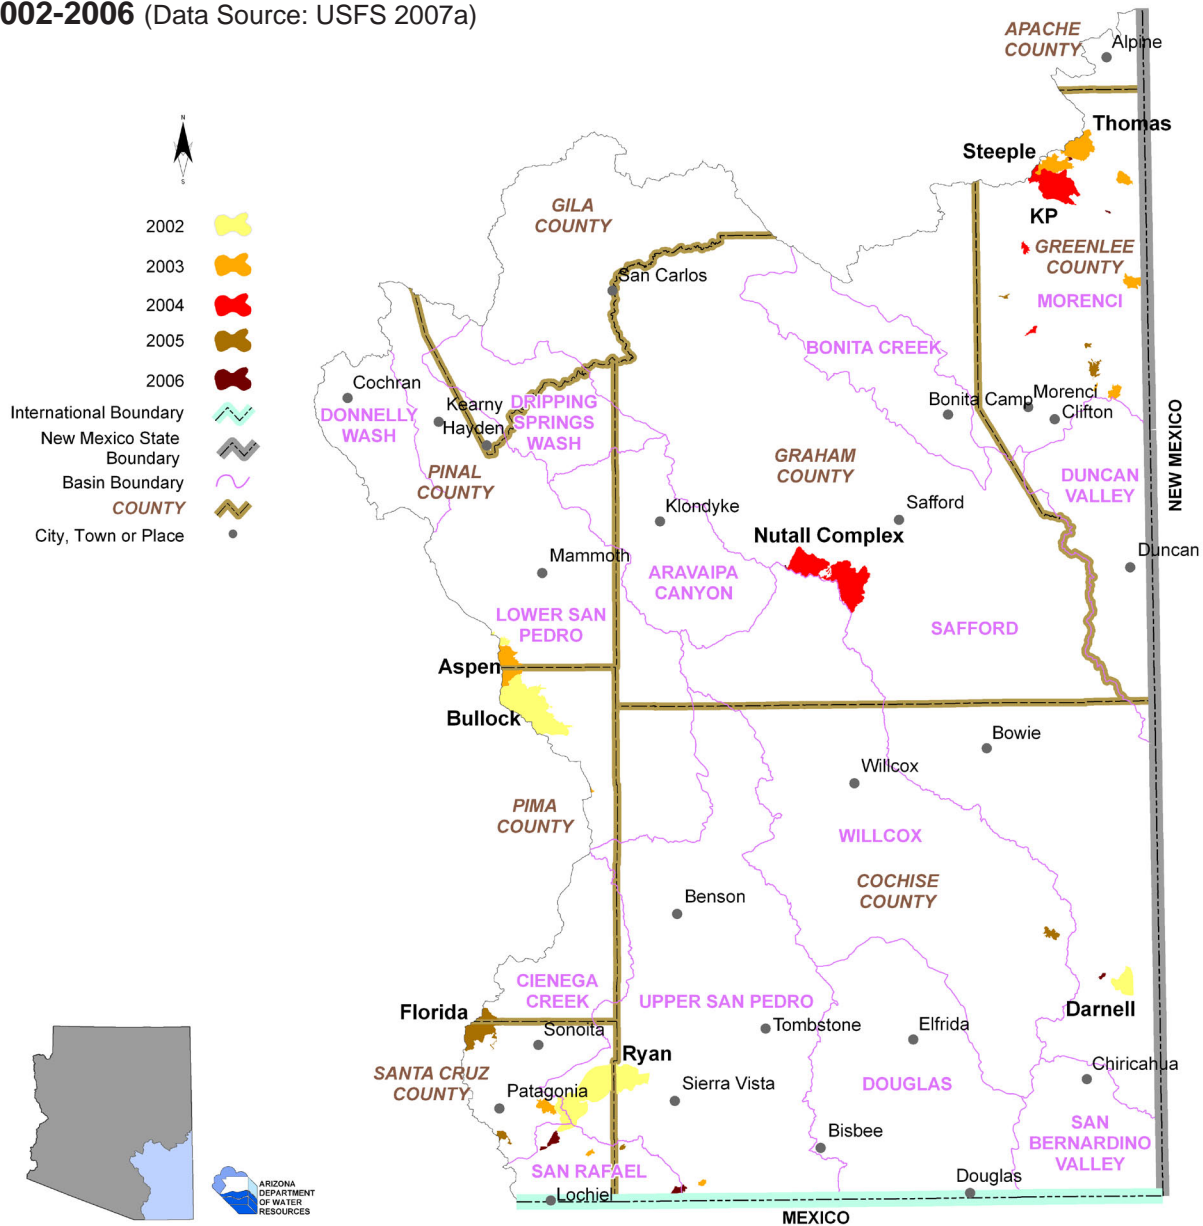 002-2006 (Data Source: USFS 2007a)
APACHE
COUNTY
Alpine
Thomas
Steeple
KP
N
S
GILA
COUNTY
GREENLEE
COUNTY
MORENCI
2002
2003
2004
2005
2006
International Boundary
New Mexico State
Boundary
Basin Boundary
COUNTY
City, Town or Place
San Carlos
BONITA CREEK
Cochran
DONNELLY
WASH
Kearny
Hayden
DRIPPING
SPRINGS
WASH
Bonita Camp
Morenci
Clifton
PINAL
COUNTY
GRAHAM
COUNTY
DUNCAN
VALLEY
NEW MEXICO
Klondyke
Safford
Nutall Complex
Duncan
Mammoth
ARAVAIPA
CANYON
LOWER SAN
PEDRO
SAFFORD
Aspen
Bullock
Bowie
Willcox
PIMA
COUNTY
WILLCOX
COCHISE
COUNTY
Benson
CIENEGA
CREEK
UPPER SAN PEDRO
Darnell
Florida
Sonoita
Tombstone
Elfrida
Ryan
SANTA CRUZ
COUNTY
Patagonia
Sierra Vista
DOUGLAS
Chiricahua
Bisbee
SAN
BERNARDINO
VALLEY
SAN RAFAEL
Lochiel
Douglas
MEXICO
ARIZONA
DEPARTMENT
OF WATER
RESOURCES